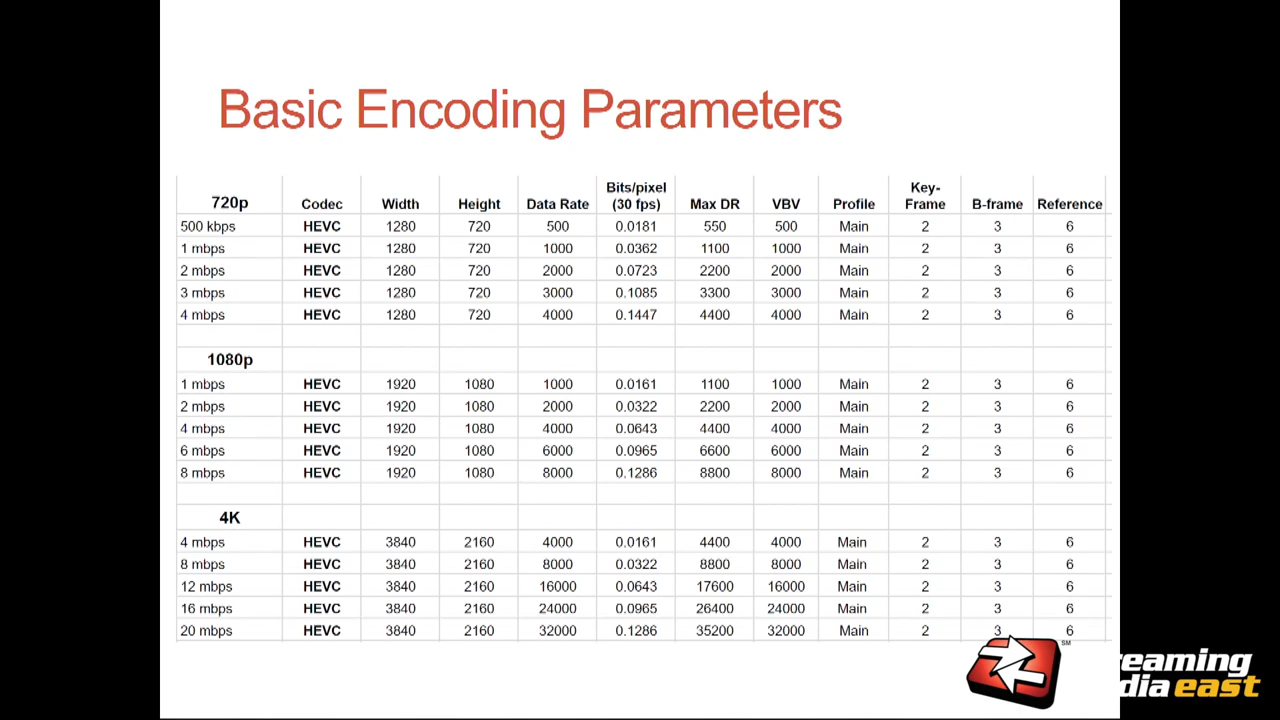 Basic Encoding Parameters
720p Codec Width Height Data Rate Bits/pixel (30 fps) Max DR VBV Profile Key-Frame B-frame Reference
500 kbps HEVC 1280 720 500 0.0181 550 500 Main 2 3 6
1 mbps HEVC 1280 720 1000 0.0362 1100 1000 Main 2 3 6
2 mbps HEVC 1280 720 2000 0.0723 2200 2000 Main 2 3 6
3 mbps HEVC 1280 720 3000 0.1085 3300 3000 Main 2 3 6
4 mbps HEVC 1280 720 4000 0.1447 4400 4000 Main 2 3 6
1080p
1 mbps HEVC 1920 1080 1000 0.0161 1100 1000 Main 2 3 6
2 mbps HEVC 1920 1080 2000 0.0322 2200 2000 Main 2 3 6
4 mbps HEVC 1920 1080 4000 0.0643 4400 4000 Main 2 3 6
6 mbps HEVC 1920 1080 6000 0.0965 6600 6000 Main 2 3 6
8 mbps HEVC 1920 1080 8000 0.1286 8800 8000 Main 2 3 6
4K
4 mbps HEVC 3840 2160 4000 0.0161 4400 4000 Main 2 3 6
8 mbps HEVC 3840 2160 8000 0.0322 8800 8000 Main 2 3 6
12 mbps HEVC 3840 2160 16000 0.0643 17600 16000 Main 2 3 6
16 mbps HEVC 3840 2160 24000 0.0965 26400 24000 Main 2 3 6
20 mbps HEVC 3840 2160 32000 0.1286 35200 32000 Main 2 3 6
SM
reaming
dia east